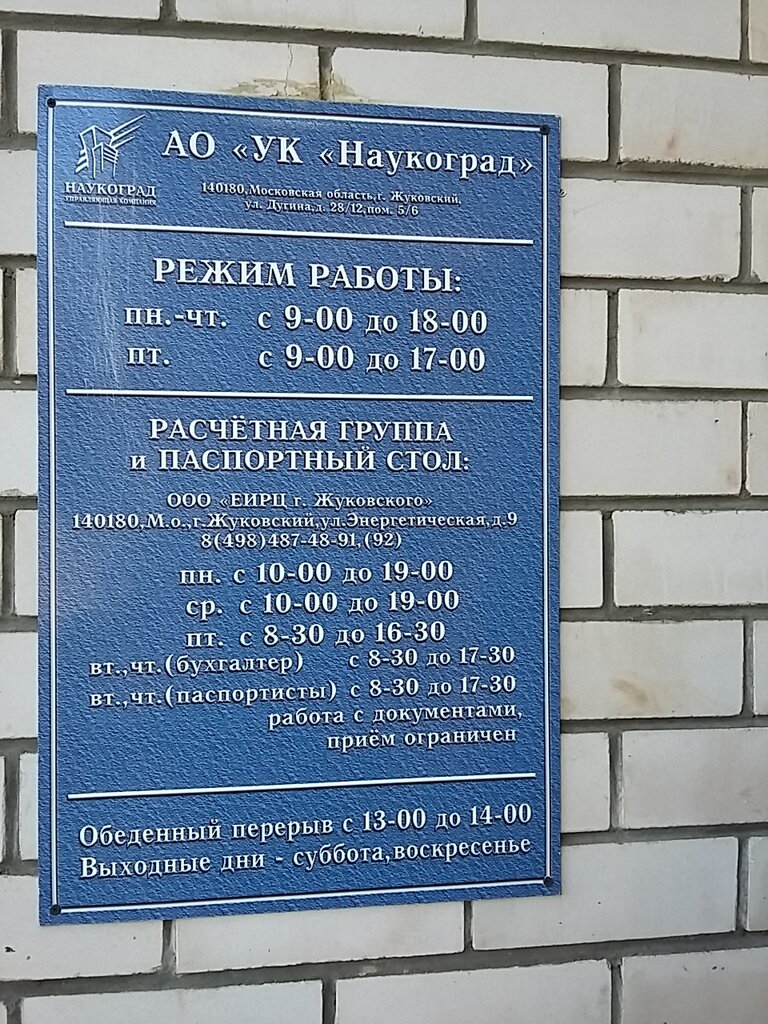 НАУКОГРАД
УПРАВЛЯЮЩАЯ КОМПАНИЯ
АО «УК «Наукоград»
140180,Московская область,г. Жуковский,
ул. Дугина,д. 28/12,пом. 5/6
РЕЖИМ РАБОТЫ:
пн.-чт. с 9-00 до 18-00
пт. с 9-00 до 17-00
РАСЧЁТНАЯ ГРУППА
и ПАСПОРТНЫЙ СТОЛ:
ООО «ЕИРЦ г. Жуковского»
140180,М.о.,г.Жуковский,ул.Энергетическая,д.9
8(498)487-48-91,(92)
пн. с 10-00 до 19-00
ср. с 10-00 до 19-00
пт. с 8-30 до 16-30
вт.,чт.(бухгалтер) с 8-30 до 17-30
вт.,чт.(паспортисты) с 8-30 до 17-30
работа с документами,
приём ограничен
Обеденный перерыв с 13-00 до 14-00
Выходные дни - суббота,воскресенье